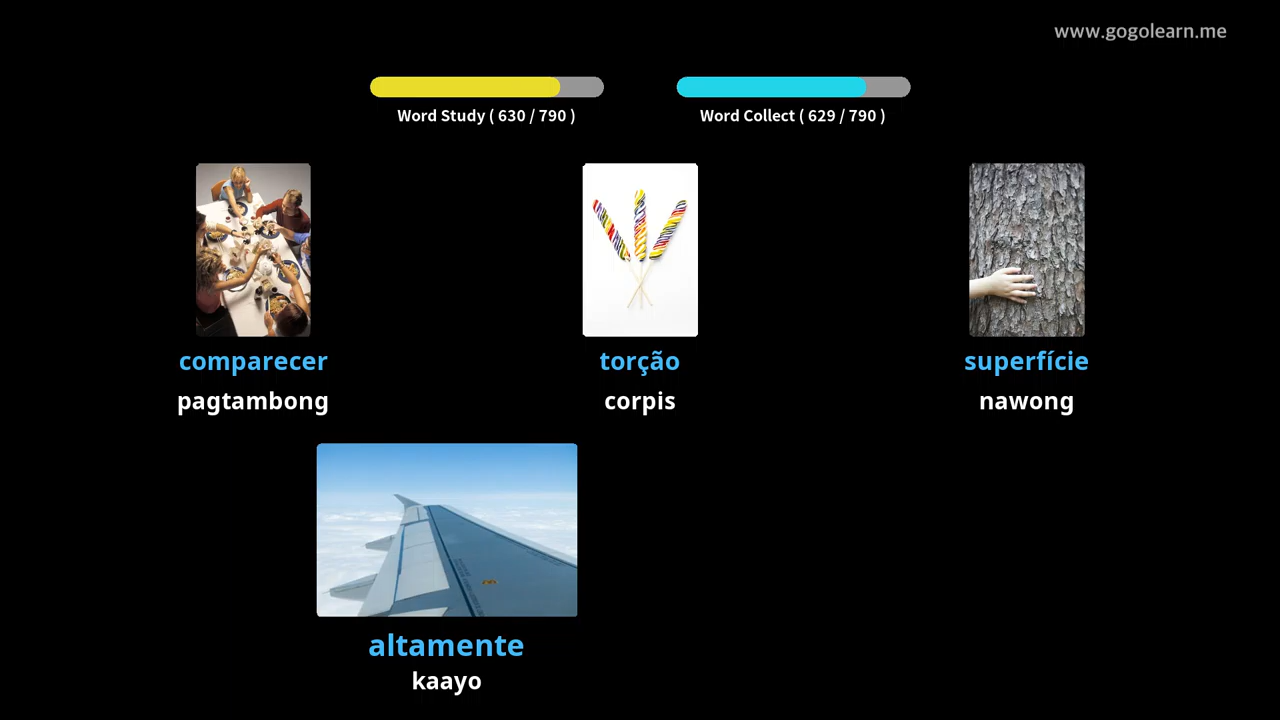 www.gogolearn.me
Word Study ( 630 / 790 )
Word Collect ( 629 / 790 )
comparecer
pagtambong
torção
corpis
superfície
nawong
altamente
kaayo